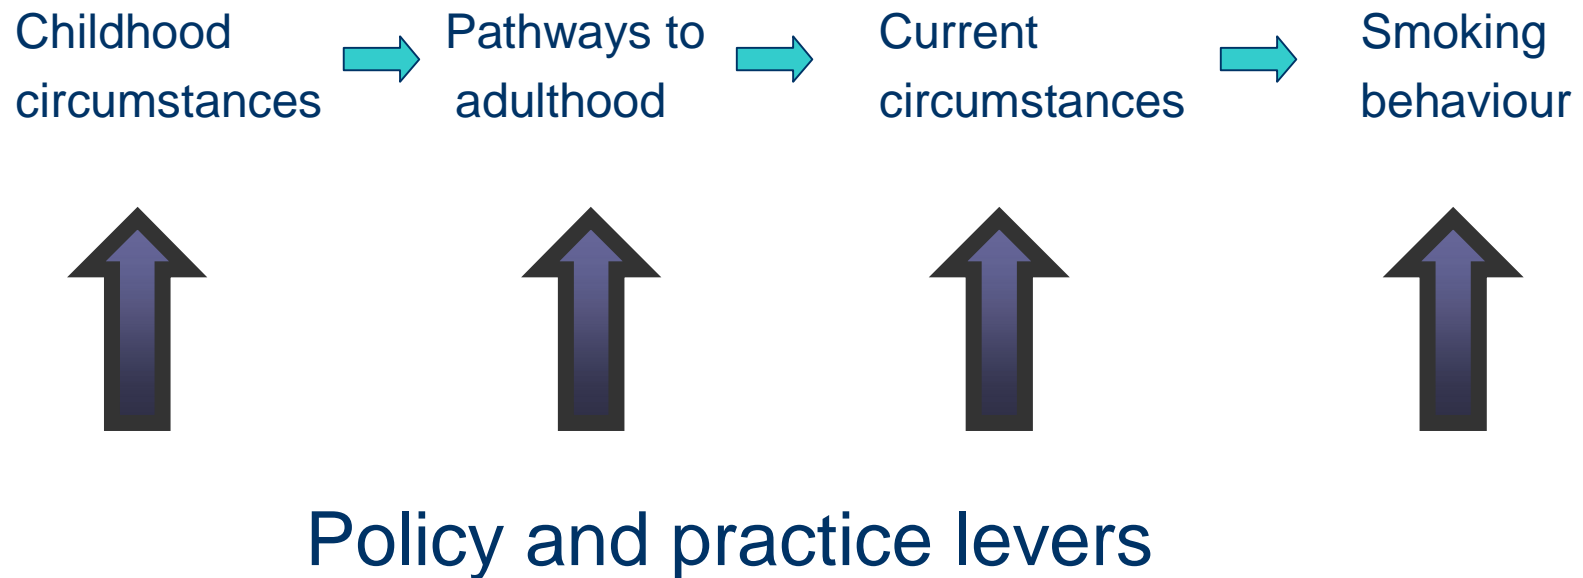 Childhood
circumstances
Pathways to
adulthood
Current
circumstances
Smoking
behaviour
Policy and practice levers